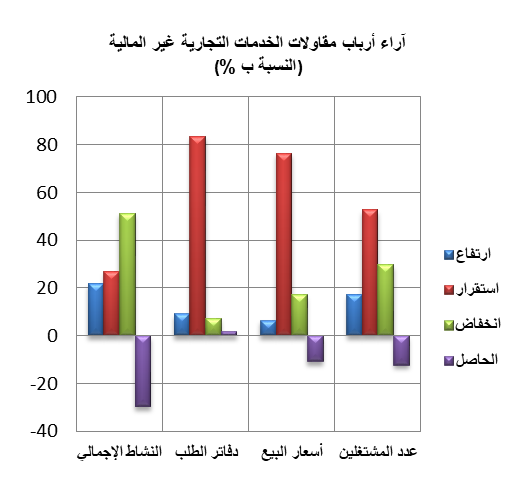 آراء أرباب مقاولات الخدمات التجارية غير المالية
(النسبة ب %)
100
80
60
40
20
0
-20
-40
النشاط الإجمالي
دفاتر الطلب
أسعار البيع
عدد المشتغلين
ارتفاع
استقرار
انخفاض
الحاصل